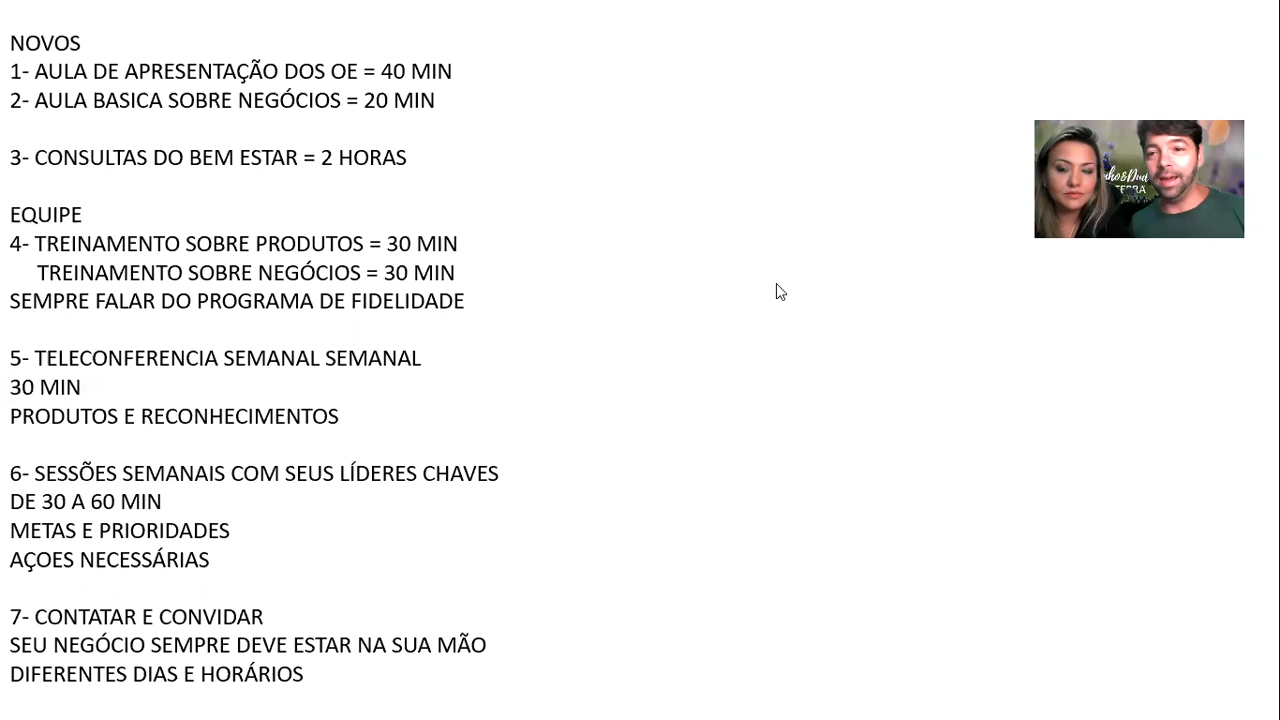 NOVOS
1- AULA DE APRESENTAÇÃO DOS OE = 40 MIN
2- AULA BASICA SOBRE NEGÓCIOS = 20 MIN
3- CONSULTAS DO BEM ESTAR = 2 HORAS
EQUIPE
4- TREINAMENTO SOBRE PRODUTOS = 30 MIN
TREINAMENTO SOBRE NEGÓCIOS = 30 MIN
SEMPRE FALAR DO PROGRAMA DE FIDELIDADE
5- TELECONFERENCIA SEMANAL SEMANAL
30 MIN
PRODUTOS E RECONHECIMENTOS
6- SESSÕES SEMANAIS COM SEUS LÍDERES CHAVES
DE 30 A 60 MIN
METAS E PRIORIDADES
AÇOES NECESSÁRIAS
7- CONTATAR E CONVIDAR
SEU NEGÓCIO SEMPRE DEVE ESTAR NA SUA MÃO
DIFERENTES DIAS E HORÁRIOS